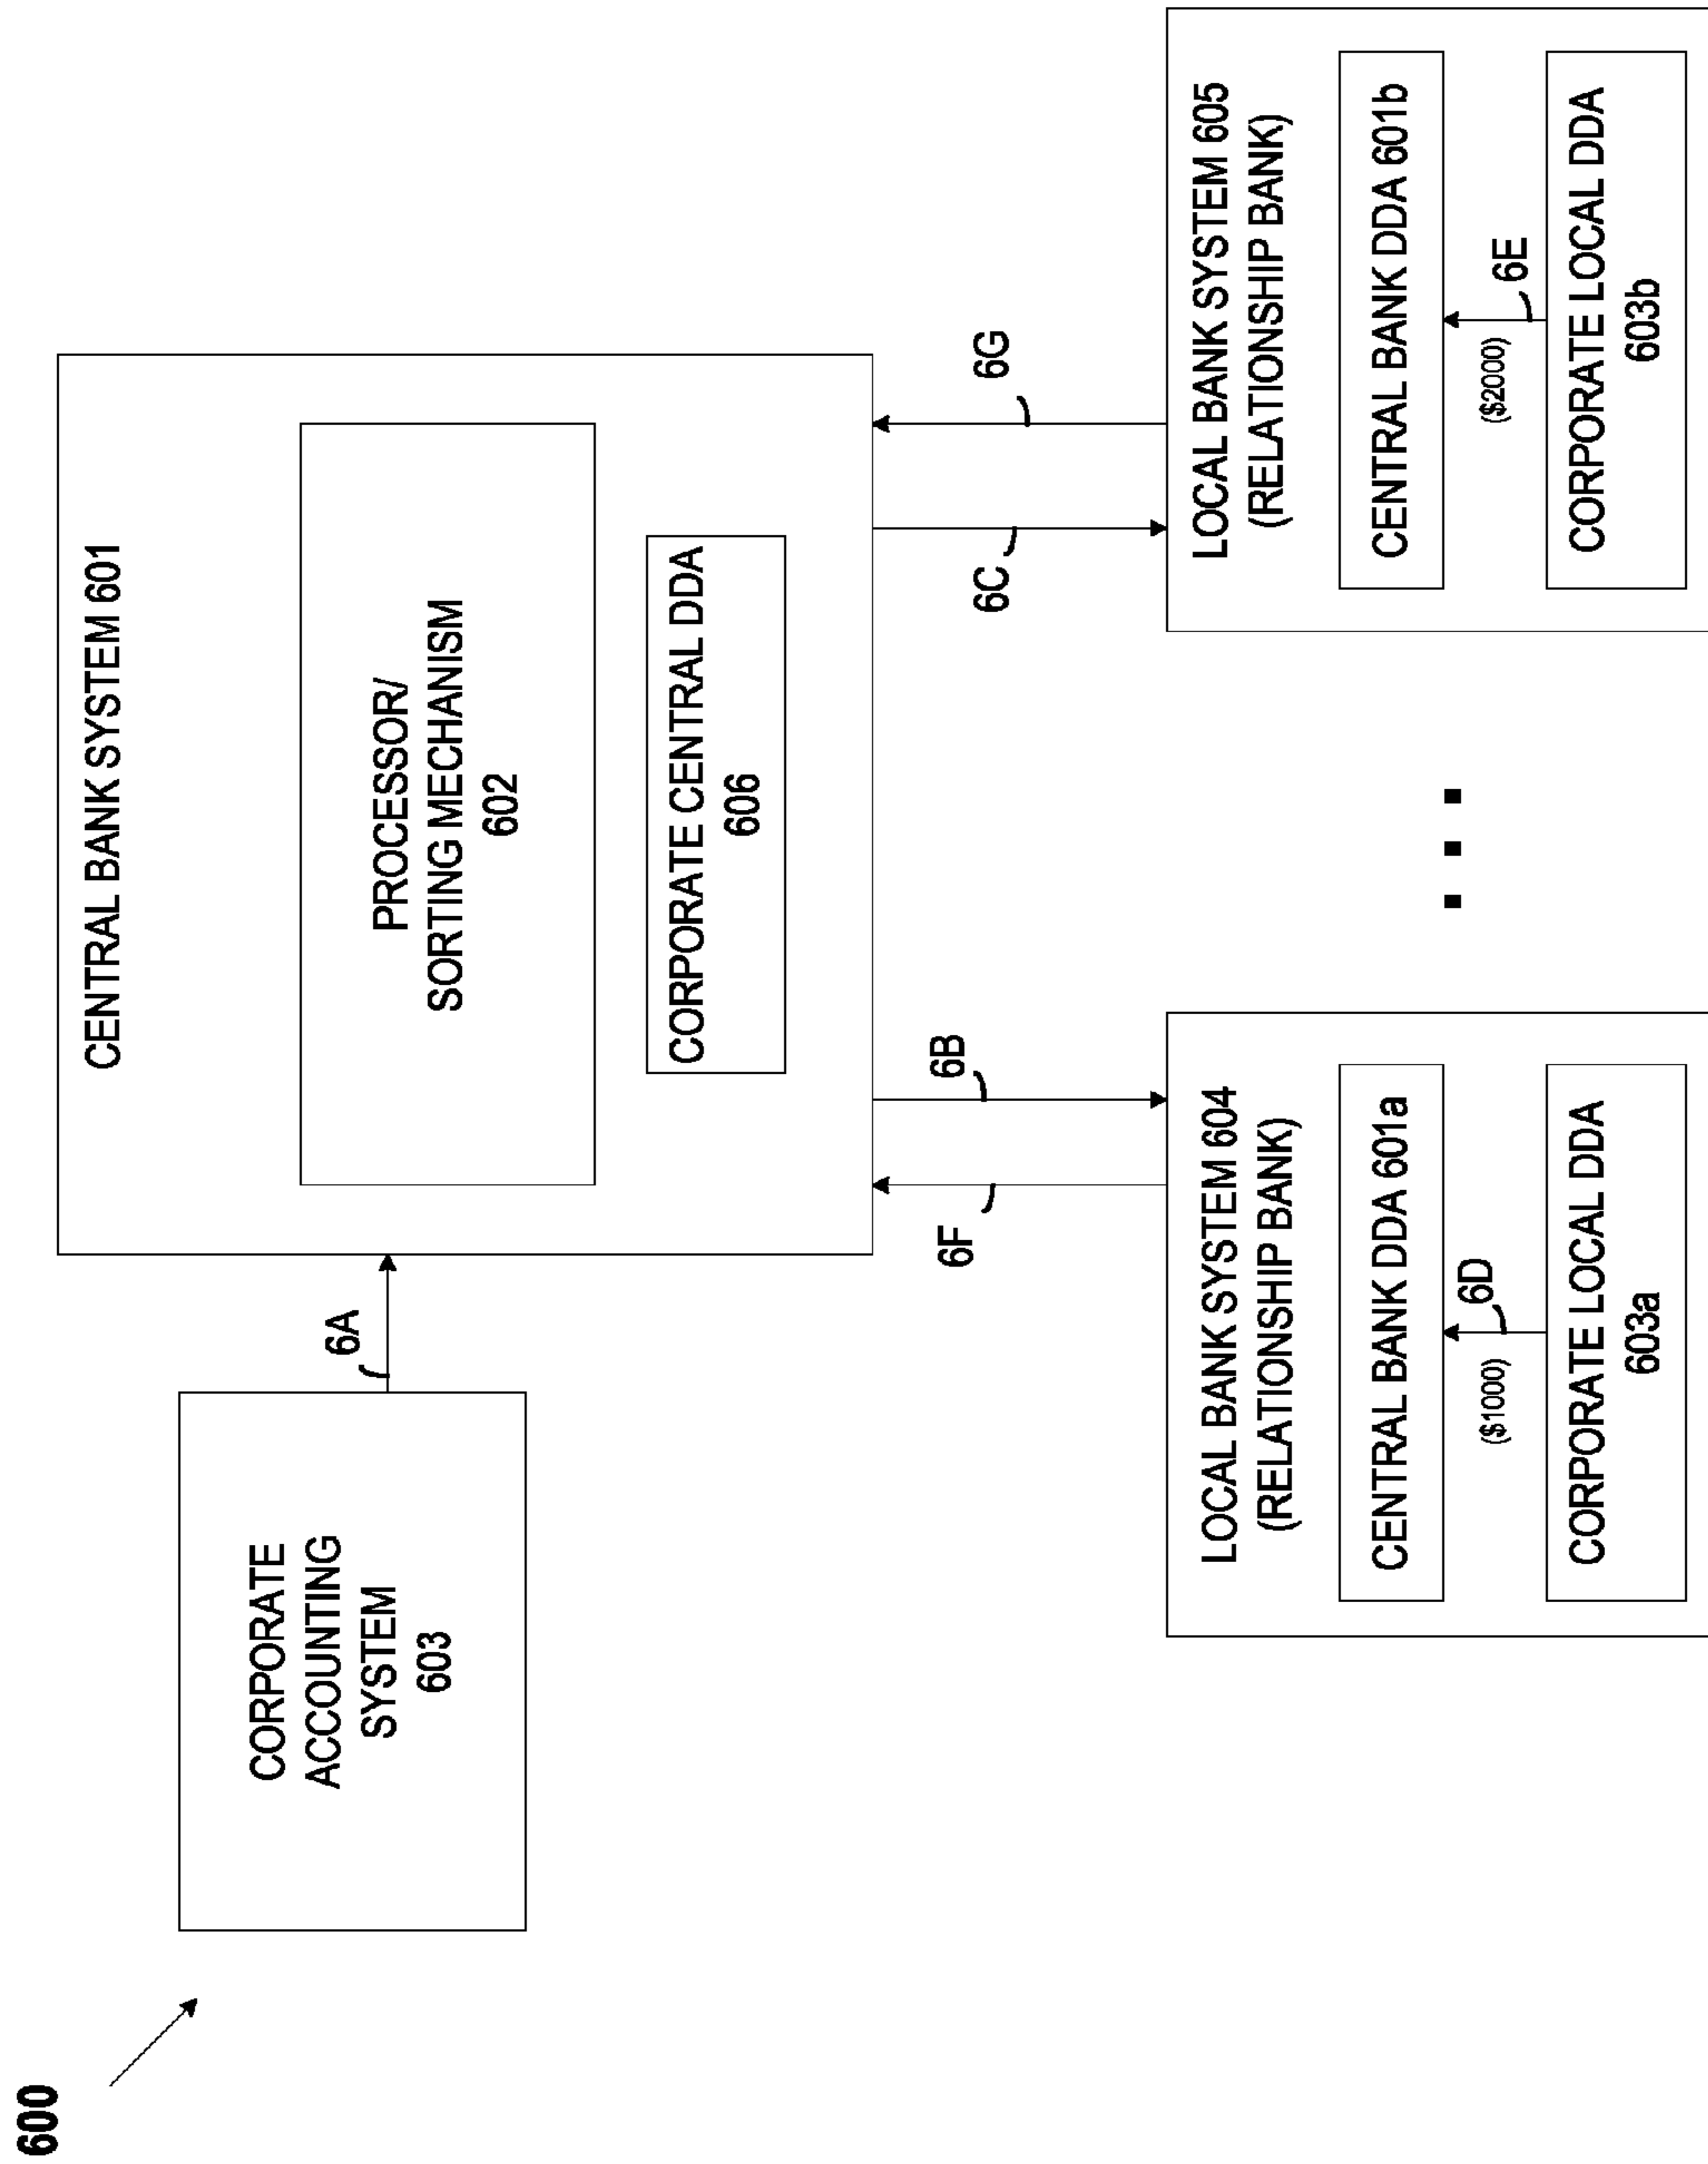 600
CORPORATE
ACCOUNTING
SYSTEM
603
6A
CENTRAL BANK SYSTEM 601
PROCESSOR/
SORTING MECHANISM
602
CORPORATE CENTRAL DDA
606
6F
6B
6C
6G
LOCAL BANK SYSTEM 604
(RELATIONSHIP BANK)
CENTRAL BANK DDA 601a
($1000)
6D
CORPORATE LOCAL DDA
603a
LOCAL BANK SYSTEM 605
(RELATIONSHIP BANK)
CENTRAL BANK DDA 601b
($2000)
6E
CORPORATE LOCAL DDA
603b